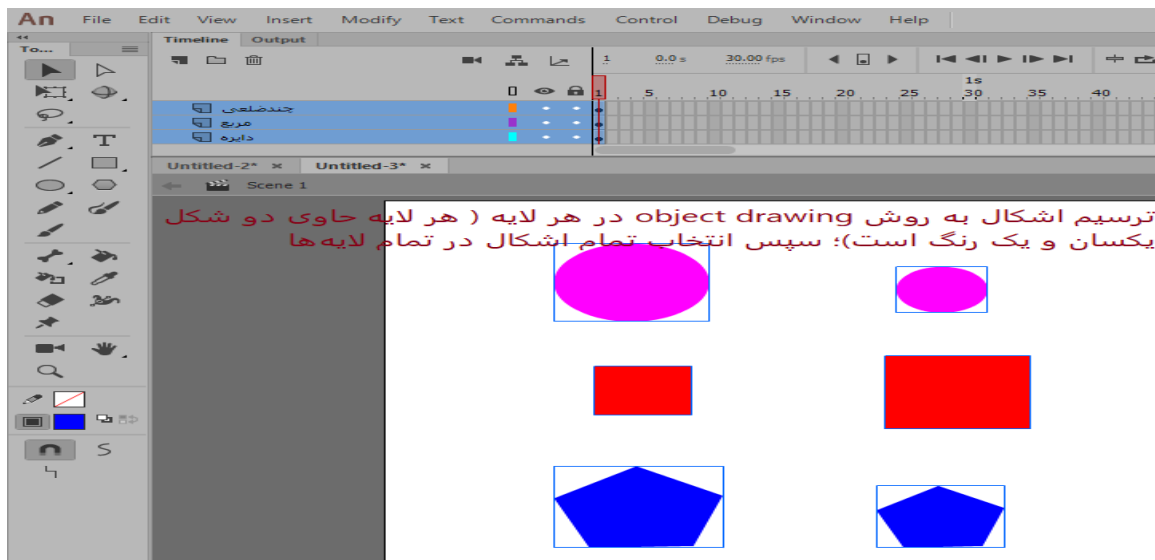 An File Edit View Insert Modify Text Commands Control Debug Window Help
To...
Timeline Output
1 0.0 s 30.00 fps
1s
1 5 10 15 20 25 30 35 40
چندضلعی
مربع
دایره
Untitled-2* × Untitled-3* ×
Scene 1
ترسیم اشکال به روش object drawing در هر لایه ( هر لایه حاوی دو شکل
یکسان و یک رنگ است)؛ سپس انتخاب تمام اشکال در تمام لایه‌ها